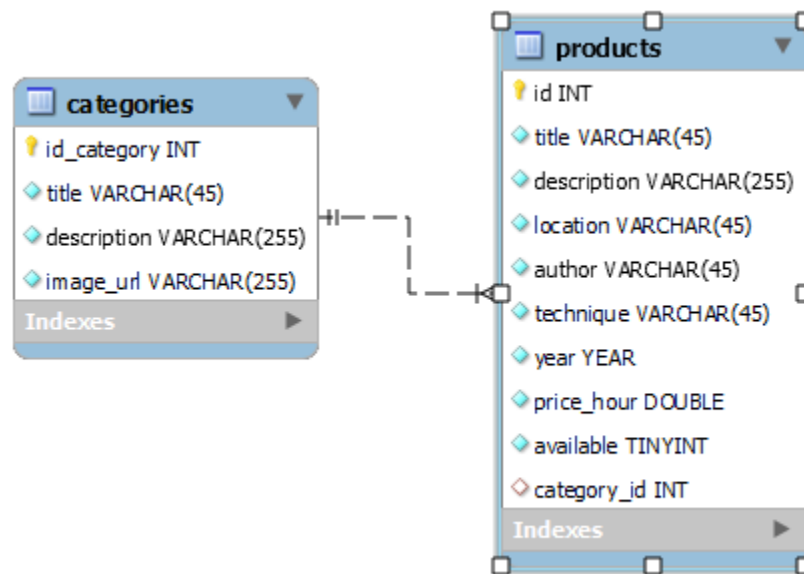 categories
id_category INT
title VARCHAR(45)
description VARCHAR(255)
image_url VARCHAR(255)
Indexes
products
id INT
title VARCHAR(45)
description VARCHAR(255)
location VARCHAR(45)
author VARCHAR(45)
technique VARCHAR(45)
year YEAR
price_hour DOUBLE
available TINYINT
category_id INT
Indexes